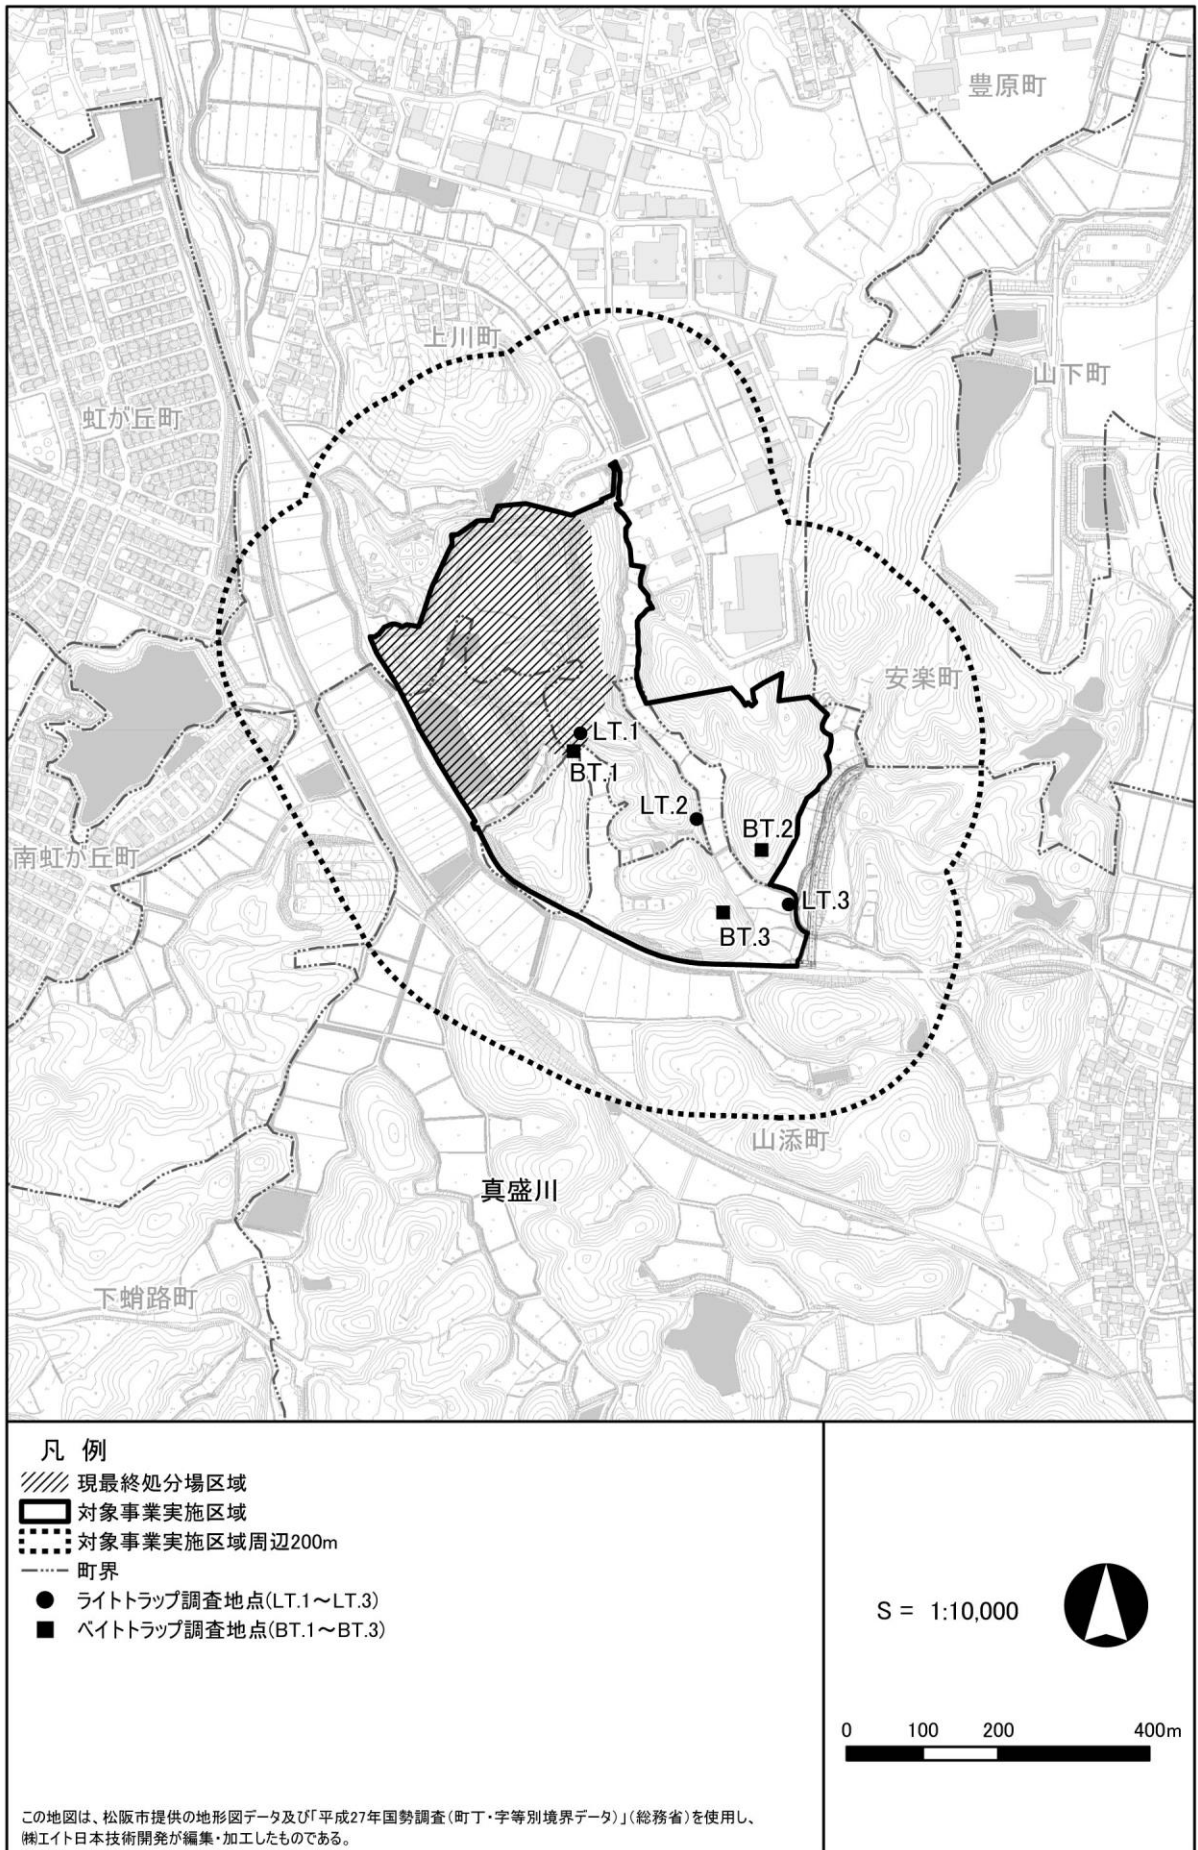 豊原町
上川町
山下町
虹が丘町
安楽町
LT.1
BT.1
LT.2
BT.2
南虹が丘町
LT.3
BT.3
山添町
真盛川
下蛸路町
凡 例
現最終処分場区域
対象事業実施区域
対象事業実施区域周辺200m
町界
ライトトラップ調査地点(LT.1～LT.3)
ベイトトラップ調査地点(BT.1～BT.3)
S = 1:10,000
0 100 200 400m
この地図は、松阪市提供の地形図データ及び「平成27年国勢調査(町丁・字等別境界データ)」(総務省)を使用し、
㈱エイト日本技術開発が編集・加工したものである。